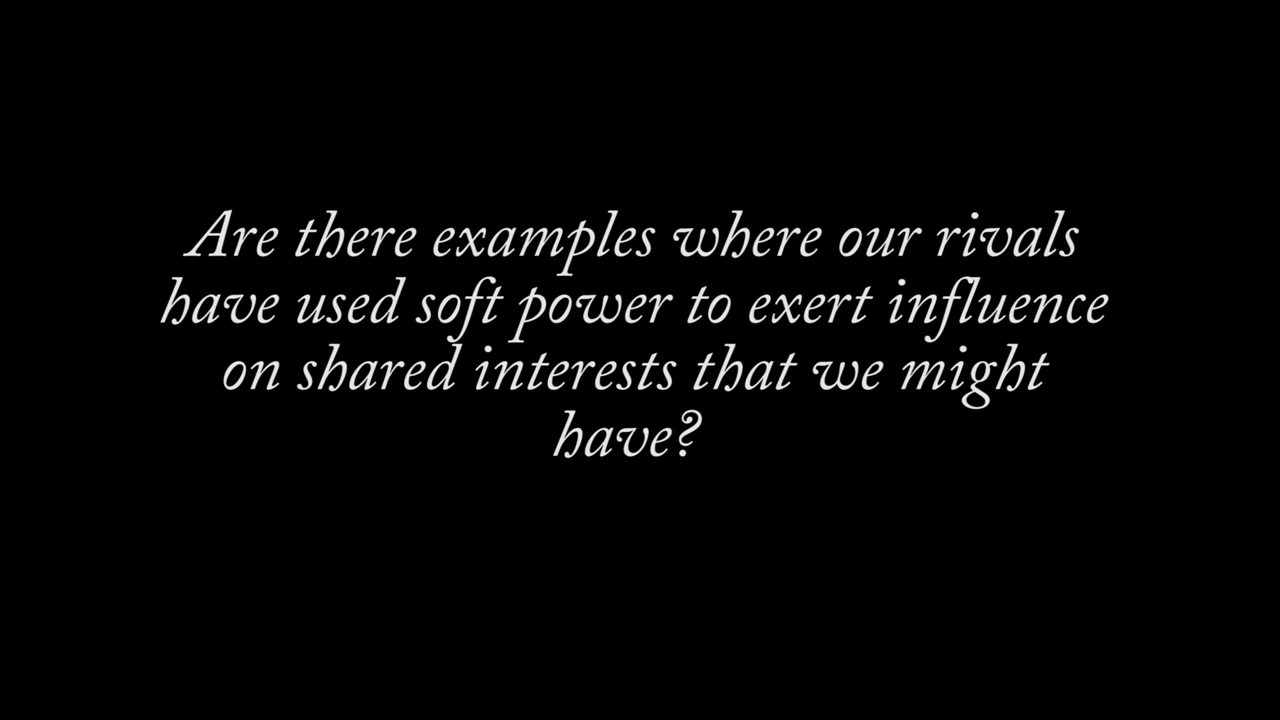 Are there examples where our rivals
have used soft power to exert influence
on shared interests that we might
have?